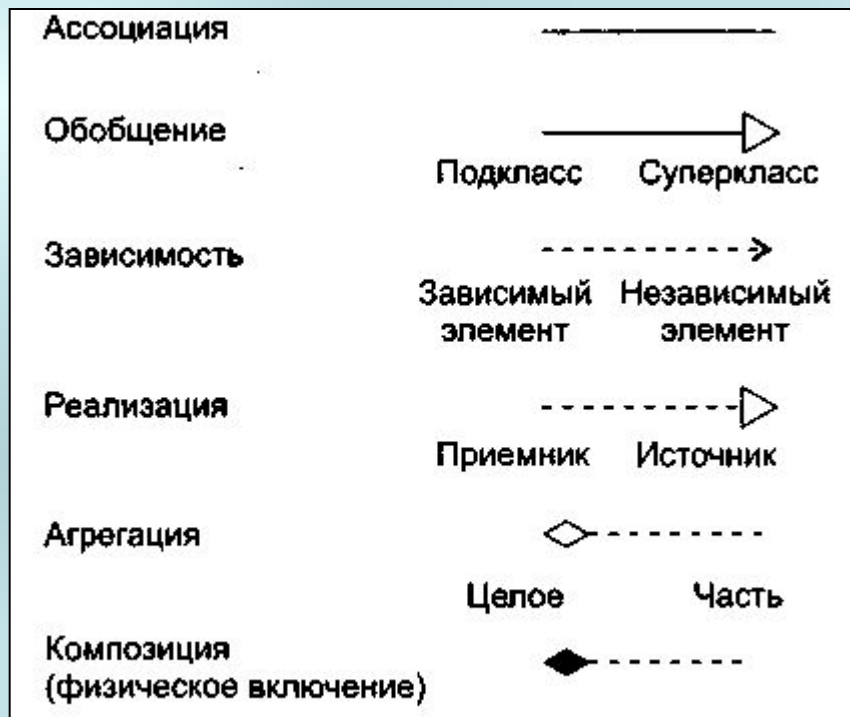 Ассоциация
Обобщение
Подкласс Суперкласс
Зависимость
Зависимый Независимый
элемент элемент
Реализация
Приемник Источник
Агрегация
Целое Часть
Композиция
(физическое включение)